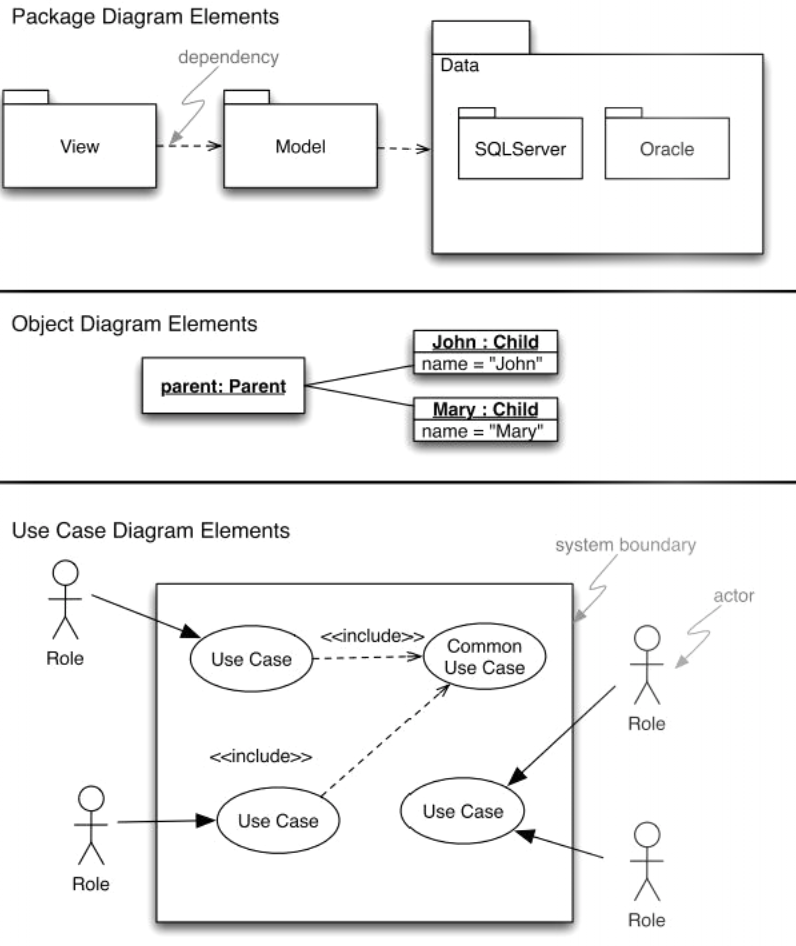 Package Diagram Elements
dependency
Data
View
Model
SQLServer
Oracle
Object Diagram Elements
John : Child
name = "John"
parent: Parent
Mary : Child
name = "Mary"
Use Case Diagram Elements
system boundary
actor
Role
Use Case
<<include>>
Common
Use Case
Role
<<include>>
Use Case
Use Case
Role
Role